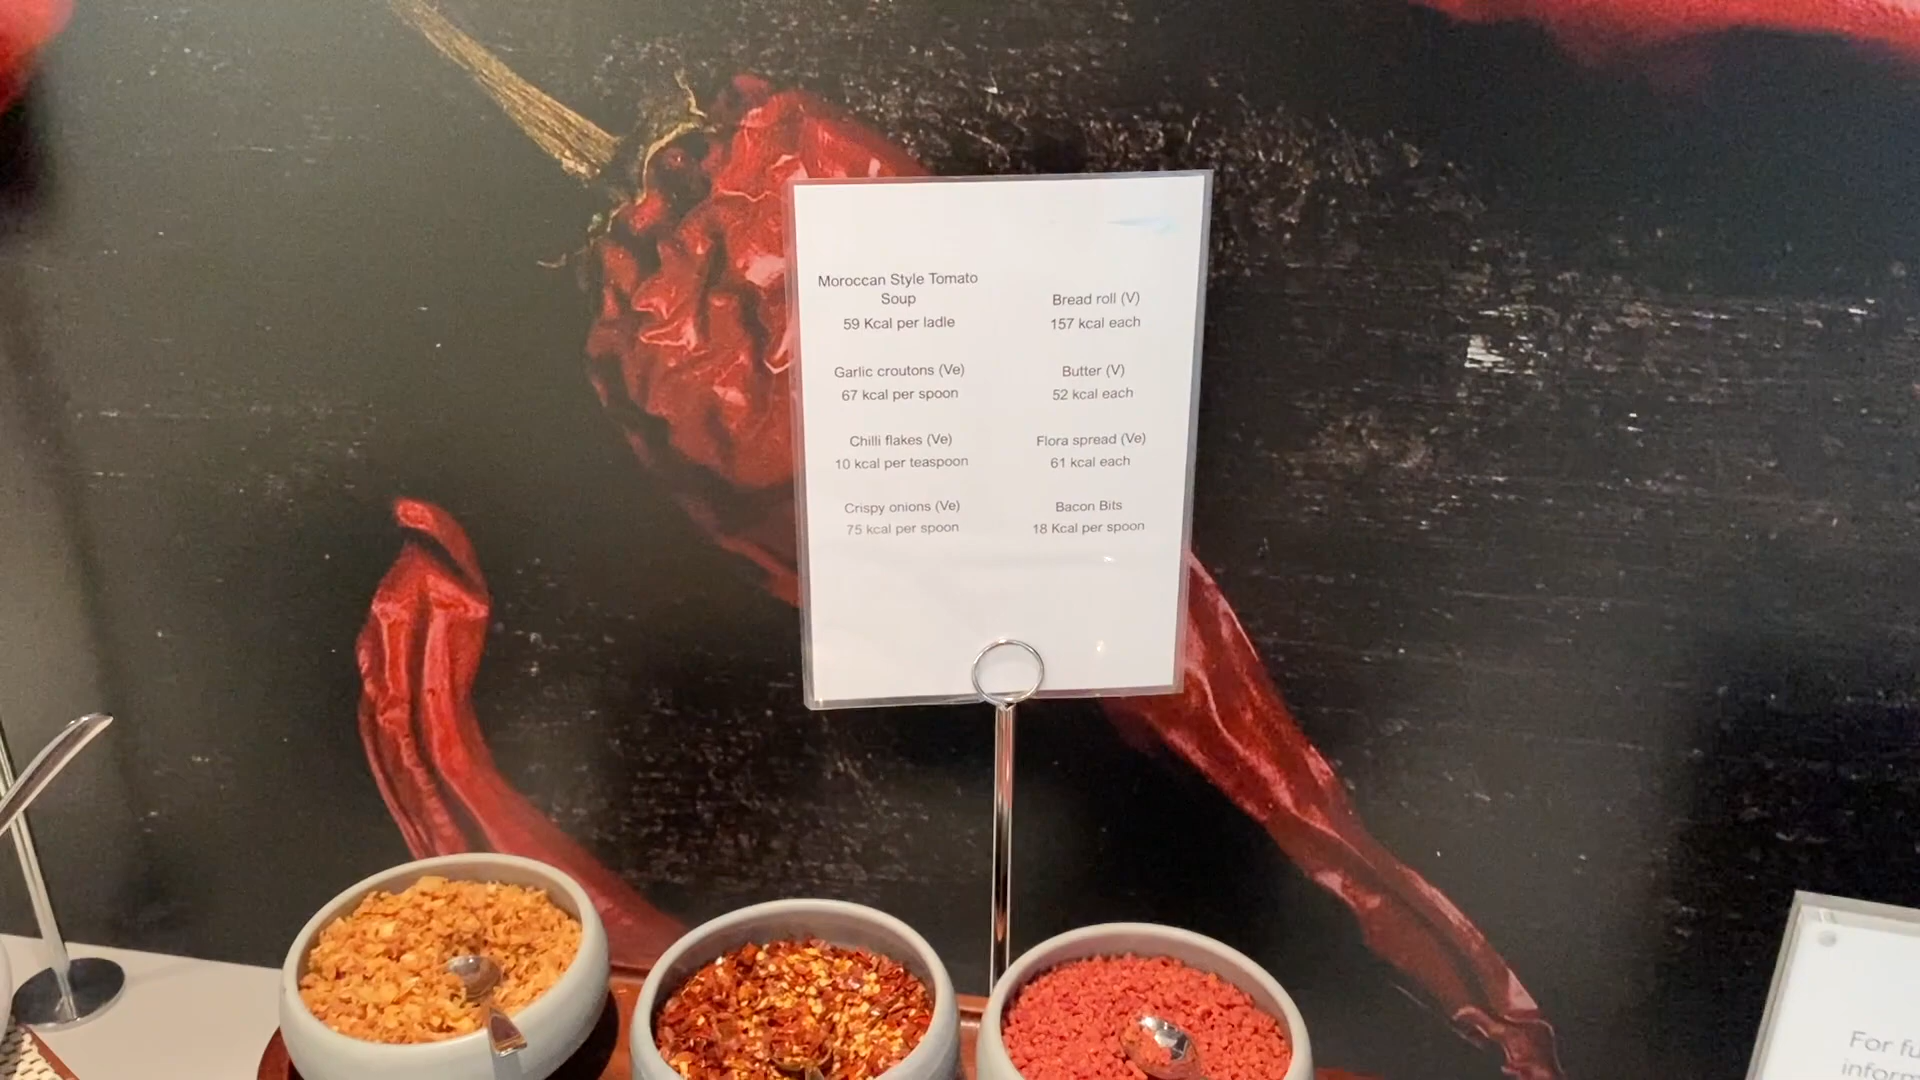 Moroccan Style Tomato
Soup
59 Kcal per ladle
Garlic croutons (Ve)
67 kcal per spoon
Chilli flakes (Ve)
10 kcal per teaspoon
Crispy onions (Ve)
75 kcal per spoon
Bread roll (V)
157 kcal each
Butter (V)
52 kcal each
Flora spread (Ve)
61 kcal each
Bacon Bits
18 Kcal per spoon
For